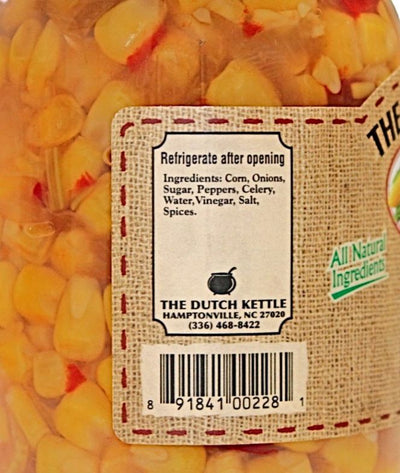 Refrigerate after opening
Ingredients: Corn, Onions,
Sugar, Peppers, Celery,
Water,Vinegar, Salt,
Spices.
THE DUTCH KETTLE
HAMPTONVILLE, NC 27020
(336) 468-8422
8 91841 00228 1
THE
All Natural
Ingredients